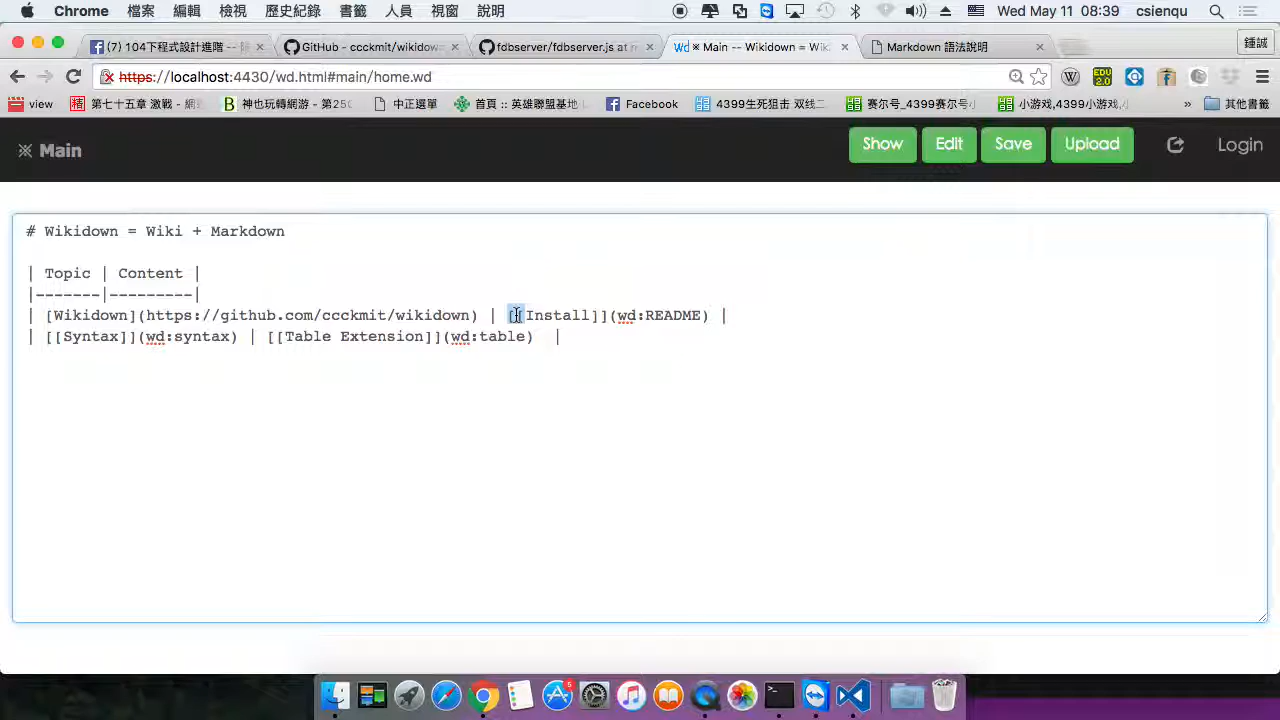 Chrome 檔案 編輯 檢視 歷史紀錄 書籤 人員 視窗 說明 Wed May 11 08:39 csienqu
(7) 104下程式設計進階 -- GitHub - ccckmit/wikidow fdbserver/fdbserver.js at m Wd ※ Main -- Wikidown = Wiki Markdown 語法說明 鍾誠
https://localhost:4430/wd.html#main/home.wd
view 第七十五章 激戰 - 神也玩轉網游 - 第25 中正選單 首頁 : 英雄聯盟基地 Facebook 4399生死狙击 双线二 赛尔号_4399赛尔号 小游戏,4399小游戏, » 其他書籤
※ Main Show Edit Save Upload Login
# Wikidown = Wiki + Markdown
| Topic | Content |
|-------|---------|
| [Wikidown](https://github.com/ccckmit/wikidown) | [[Install]](wd:README) |
| [[Syntax]](wd:syntax) | [[Table Extension]](wd:table) |